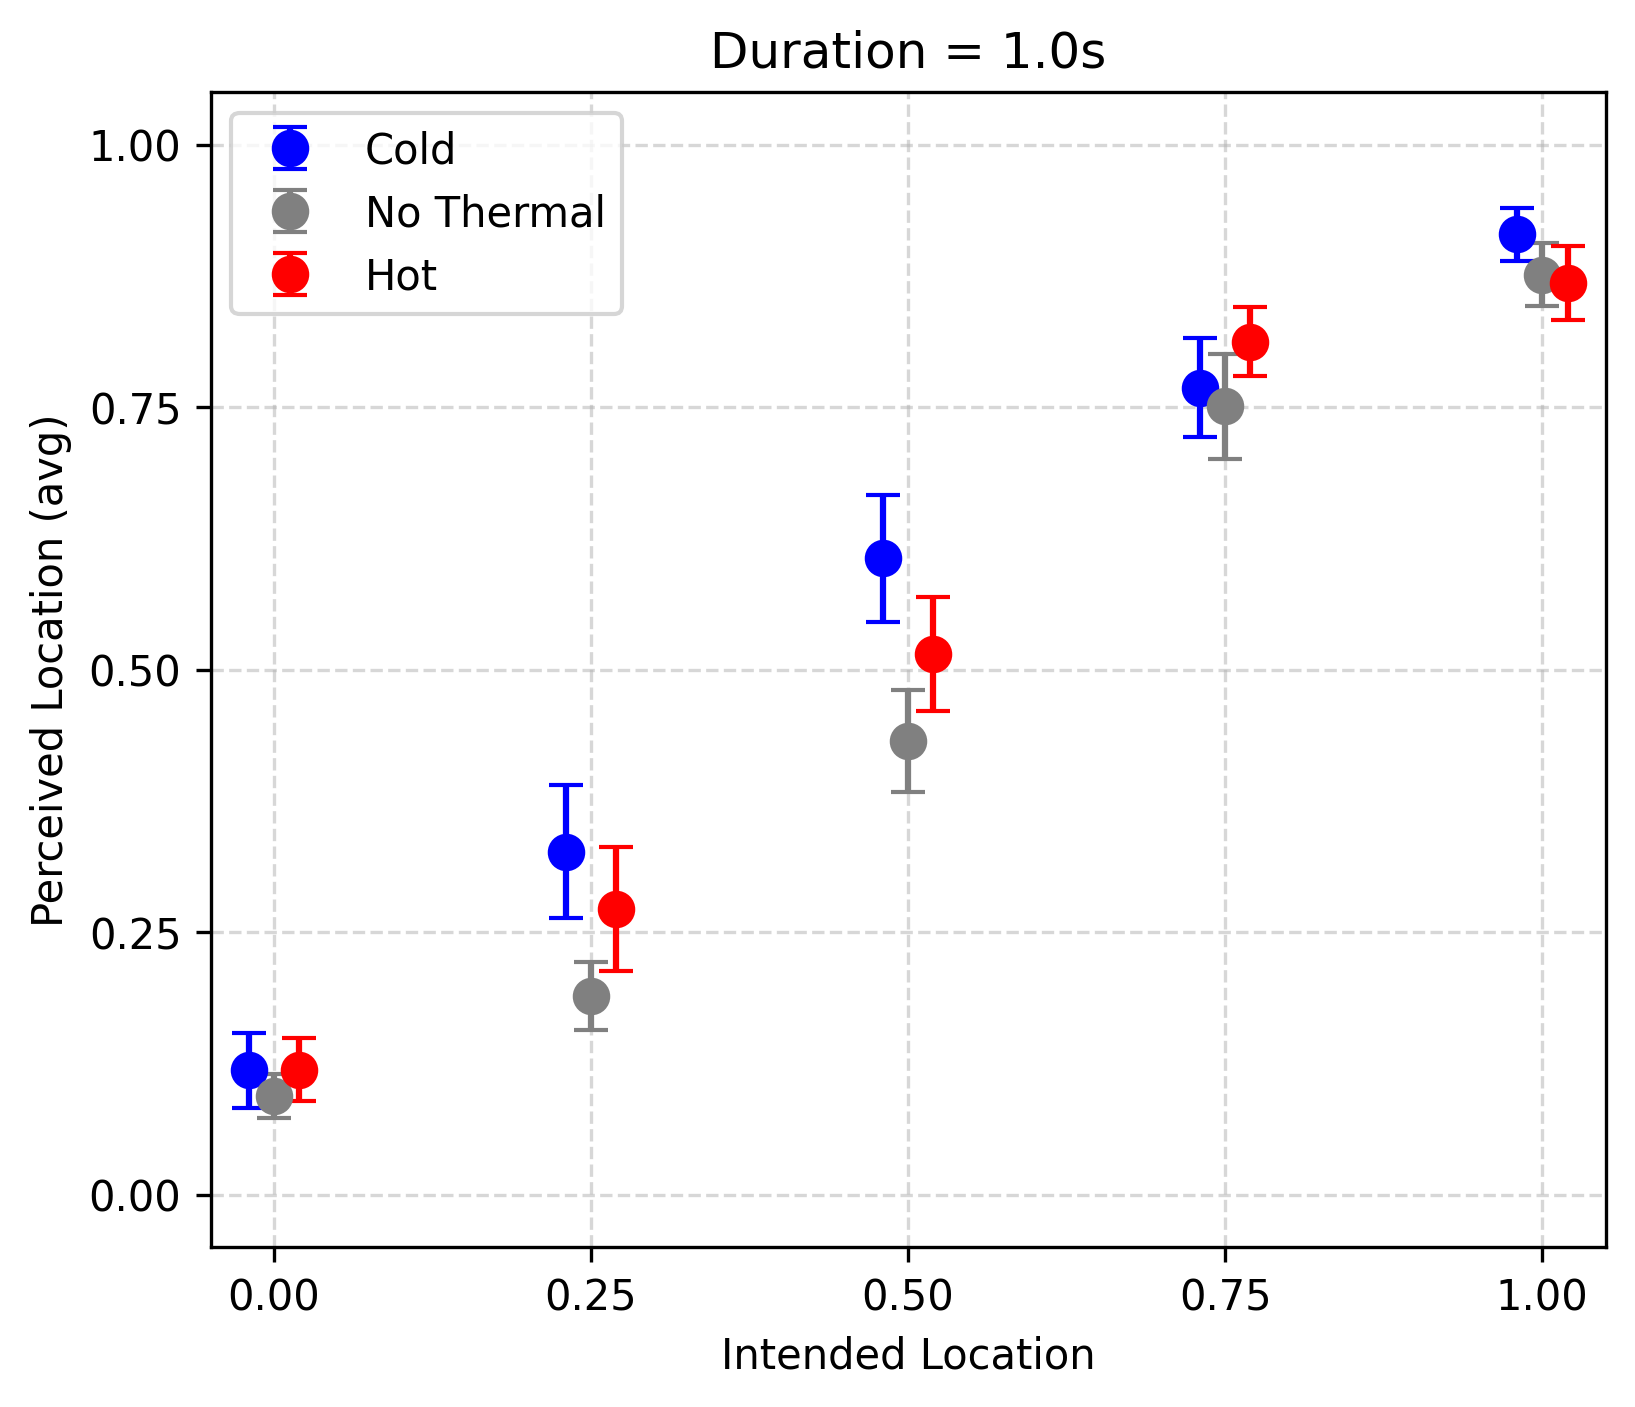 Duration = 1.0s
Cold
No Thermal
Hot
1.00
0.75
0.50
0.25
0.00
Perceived Location (avg)
0.00 0.25 0.50 0.75 1.00
Intended Location